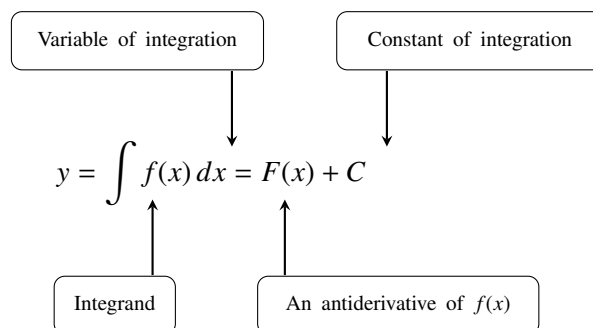 Variable of integration
Constant of integration
y = ∫ f(x) dx = F(x) + C
Integrand
An antiderivative of f(x)